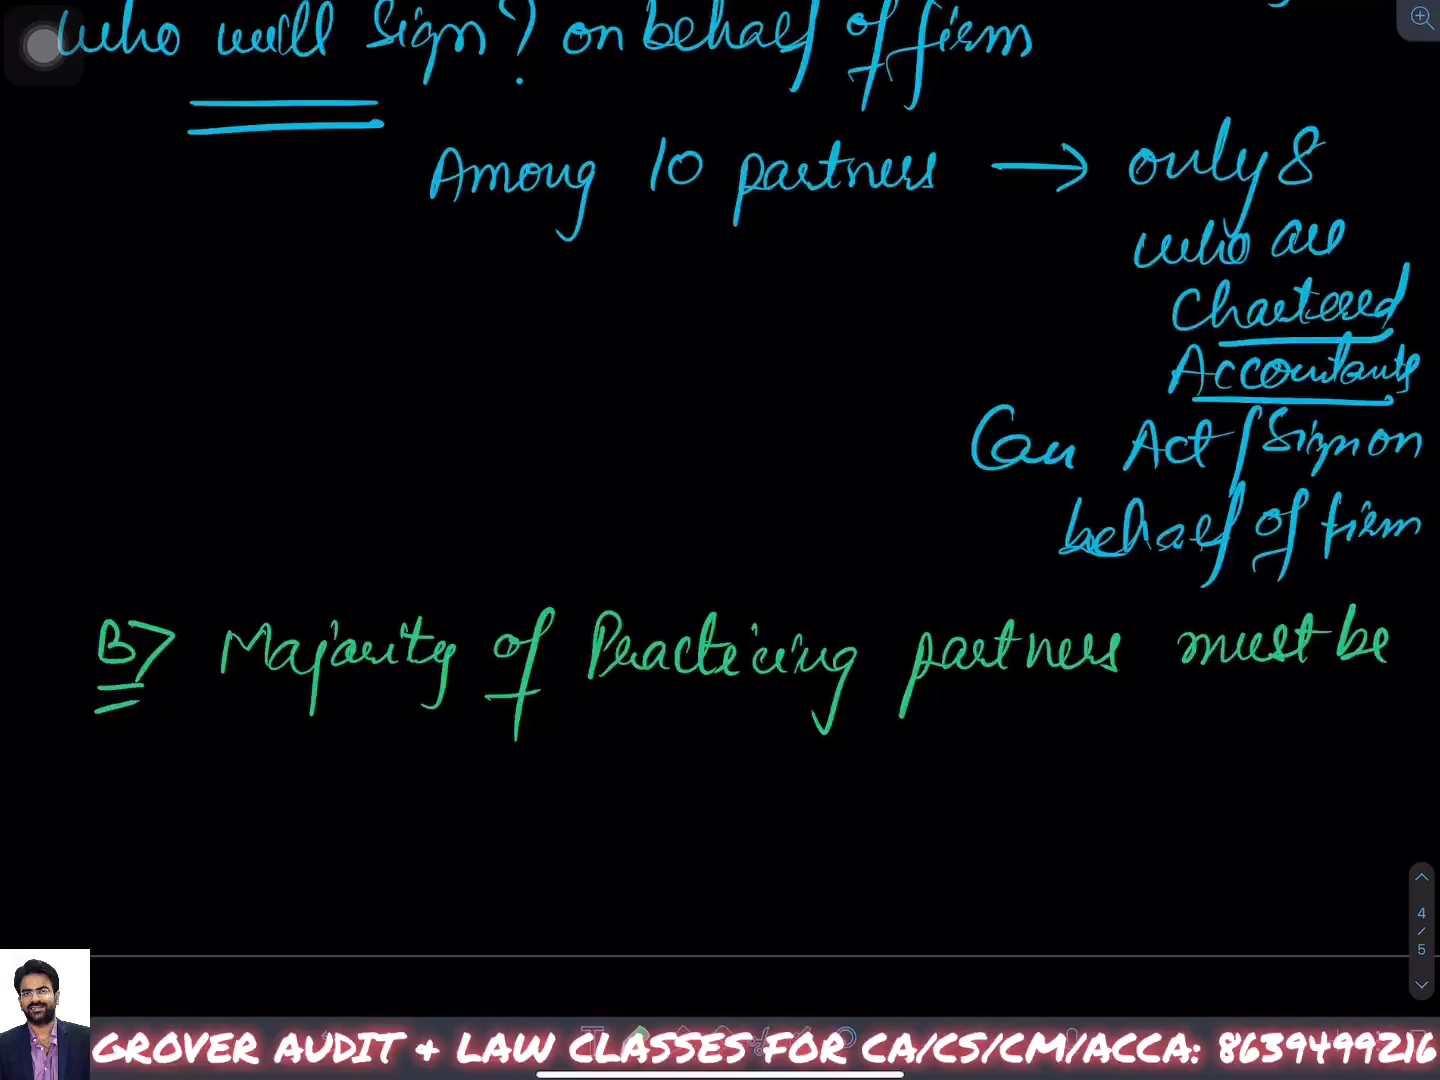 who will sign? on behalf of firm
Among 10 partners → only 8
who are
Chartered
Accountants
Can Act / Sign on
behalf of firm
B> Majority of Practicing partners must be
4
/
5
GROVER AUDIT + LAW CLASSES FOR CA/CS/CM/ACCA: 8639499216